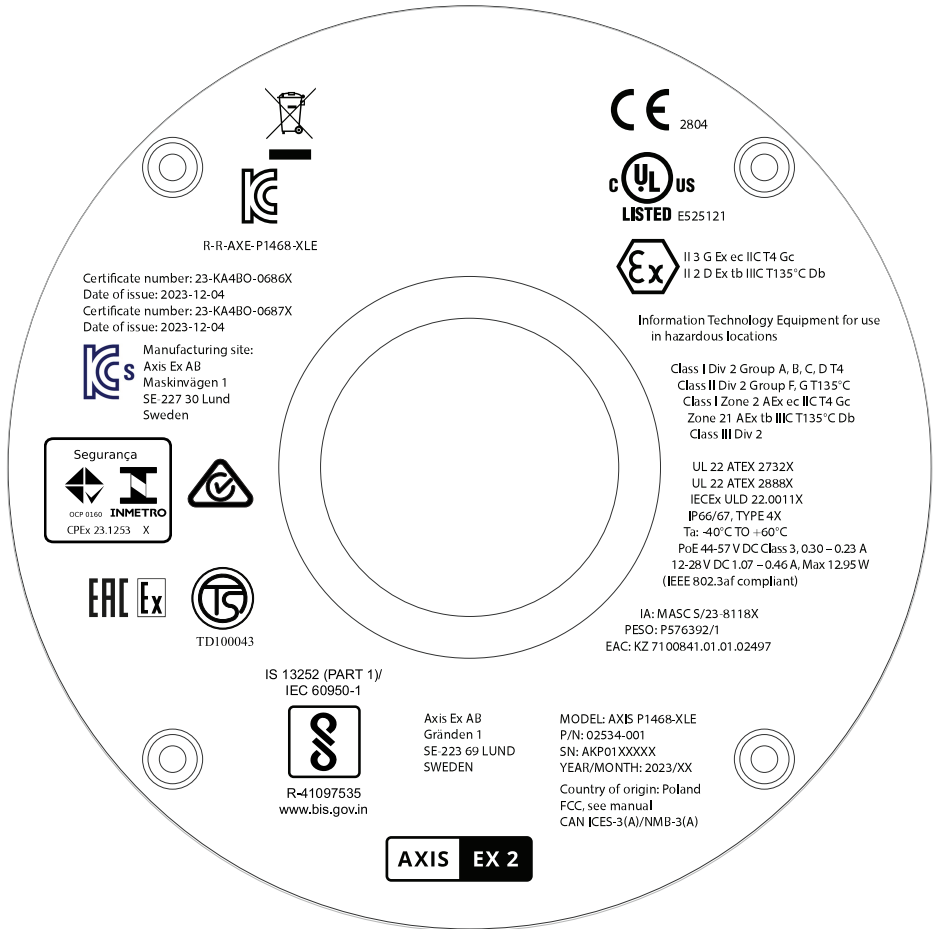 R-R-AXE-P1468-XLE
Certificate number: 23-KA4BO-0686X
Date of issue: 2023-12-04
Certificate number: 23-KA4BO-0687X
Date of issue: 2023-12-04
S
Manufacturing site:
Axis Ex AB
Maskinvägen 1
SE-227 30 Lund
Sweden
Segurança
OCP 0160 INMETRO
CPEx 23.1253 X
EAC Ex
TS
TD100043
IS 13252 (PART 1)/
IEC 60950-1
R-41097535
www.bis.gov.in
CE 2804
C UL US
LISTED E525121
Ex
II 3 G Ex ec IIC T4 Gc
II 2 D Ex tb IIIC T135°C Db
Information Technology Equipment for use
in hazardous locations
Class I Div 2 Group A, B, C, D T4
Class II Div 2 Group F, G T135°C
Class I Zone 2 AEx ec IIC T4 Gc
Zone 21 AEx tb IIIC T135°C Db
Class III Div 2
UL 22 ATEX 2732X
UL 22 ATEX 2888X
IECEx ULD 22.0011X
IP66/67, TYPE 4X
Ta: -40°C TO +60°C
PoE 44-57 V DC Class 3, 0.30 – 0.23 A
12-28 V DC 1.07 – 0.46 A, Max 12.95 W
(IEEE 802.3af compliant)
IA: MASC S/23-8118X
PESO: P576392/1
EAC: KZ 7100841.01.01.02497
Axis Ex AB
Gränden 1
SE-223 69 LUND
SWEDEN
MODEL: AXIS P1468-XLE
P/N: 02534-001
SN: AKP01XXXXX
YEAR/MONTH: 2023/XX
Country of origin: Poland
FCC, see manual
CAN ICES-3(A)/NMB-3(A)
AXIS EX 2